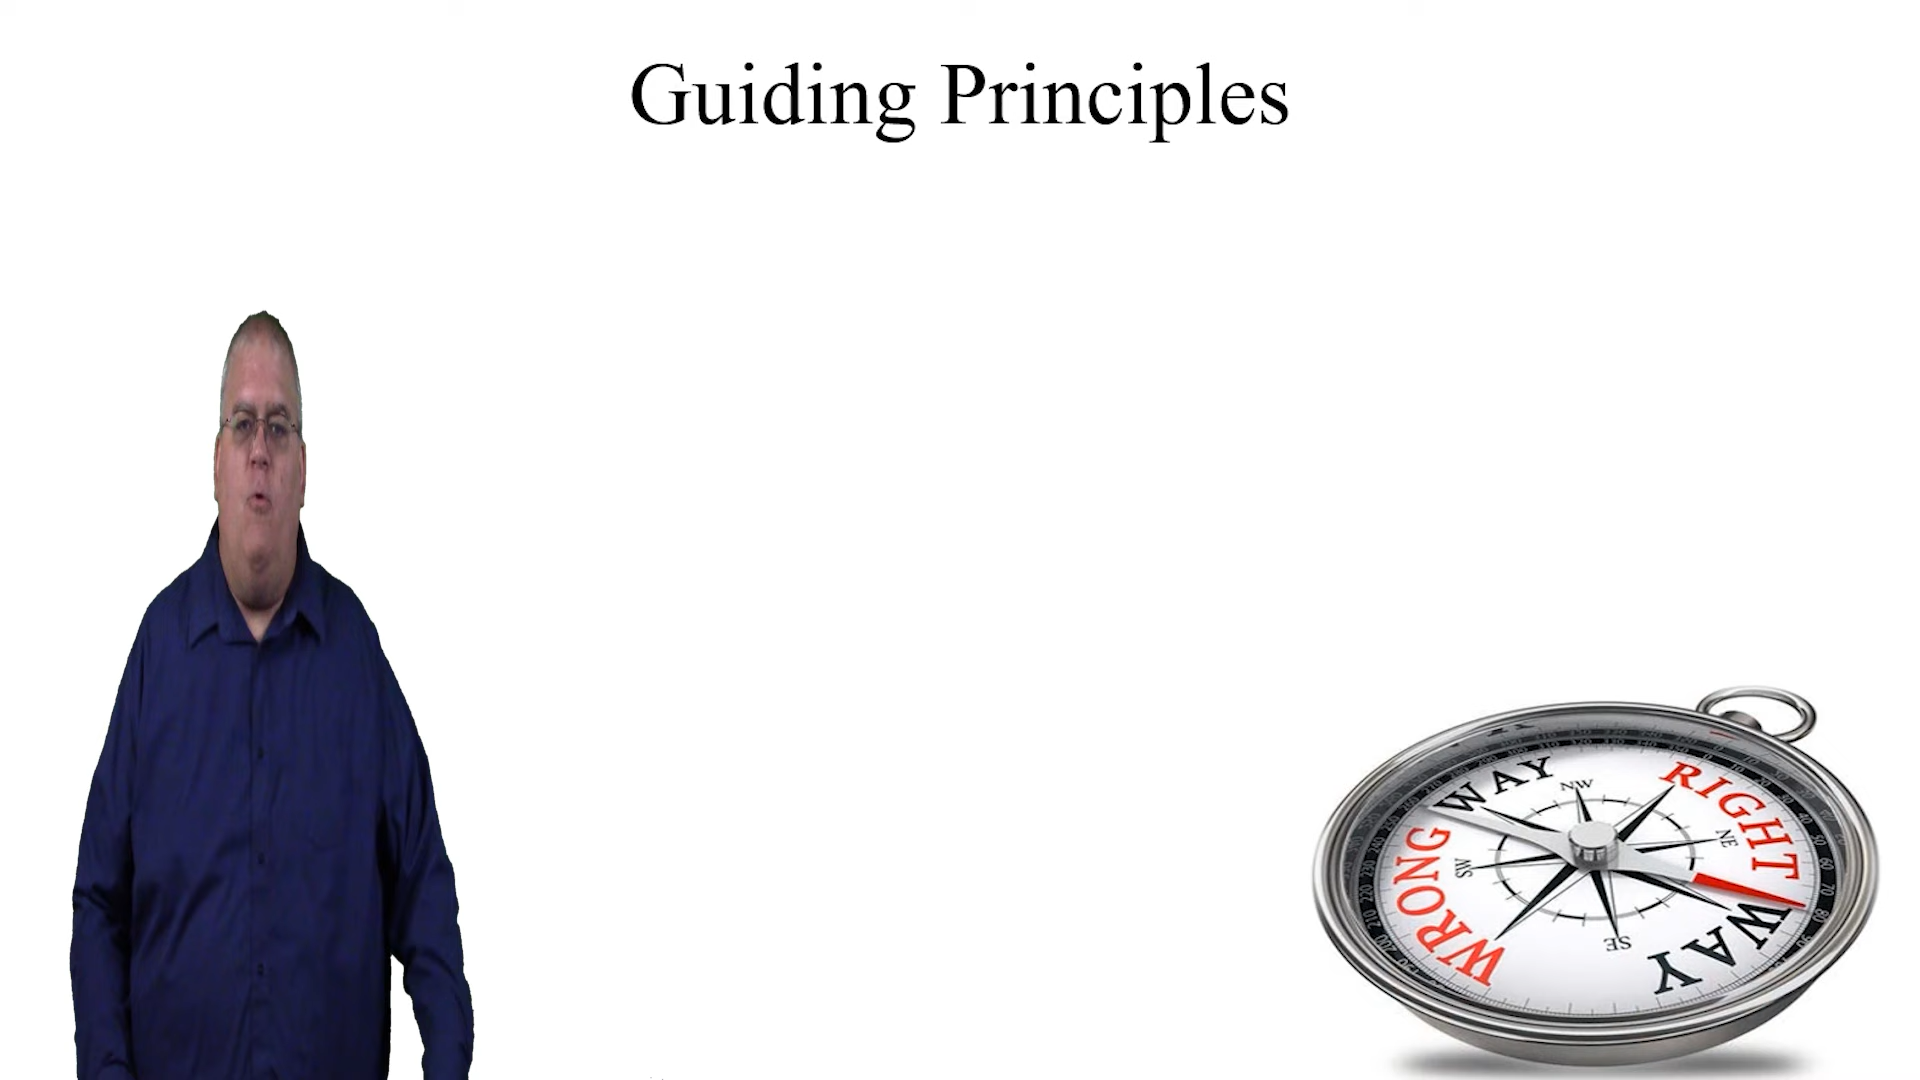 Guiding Principles
WRONG WAY
RIGHT WAY
NW
NE
SW
SE